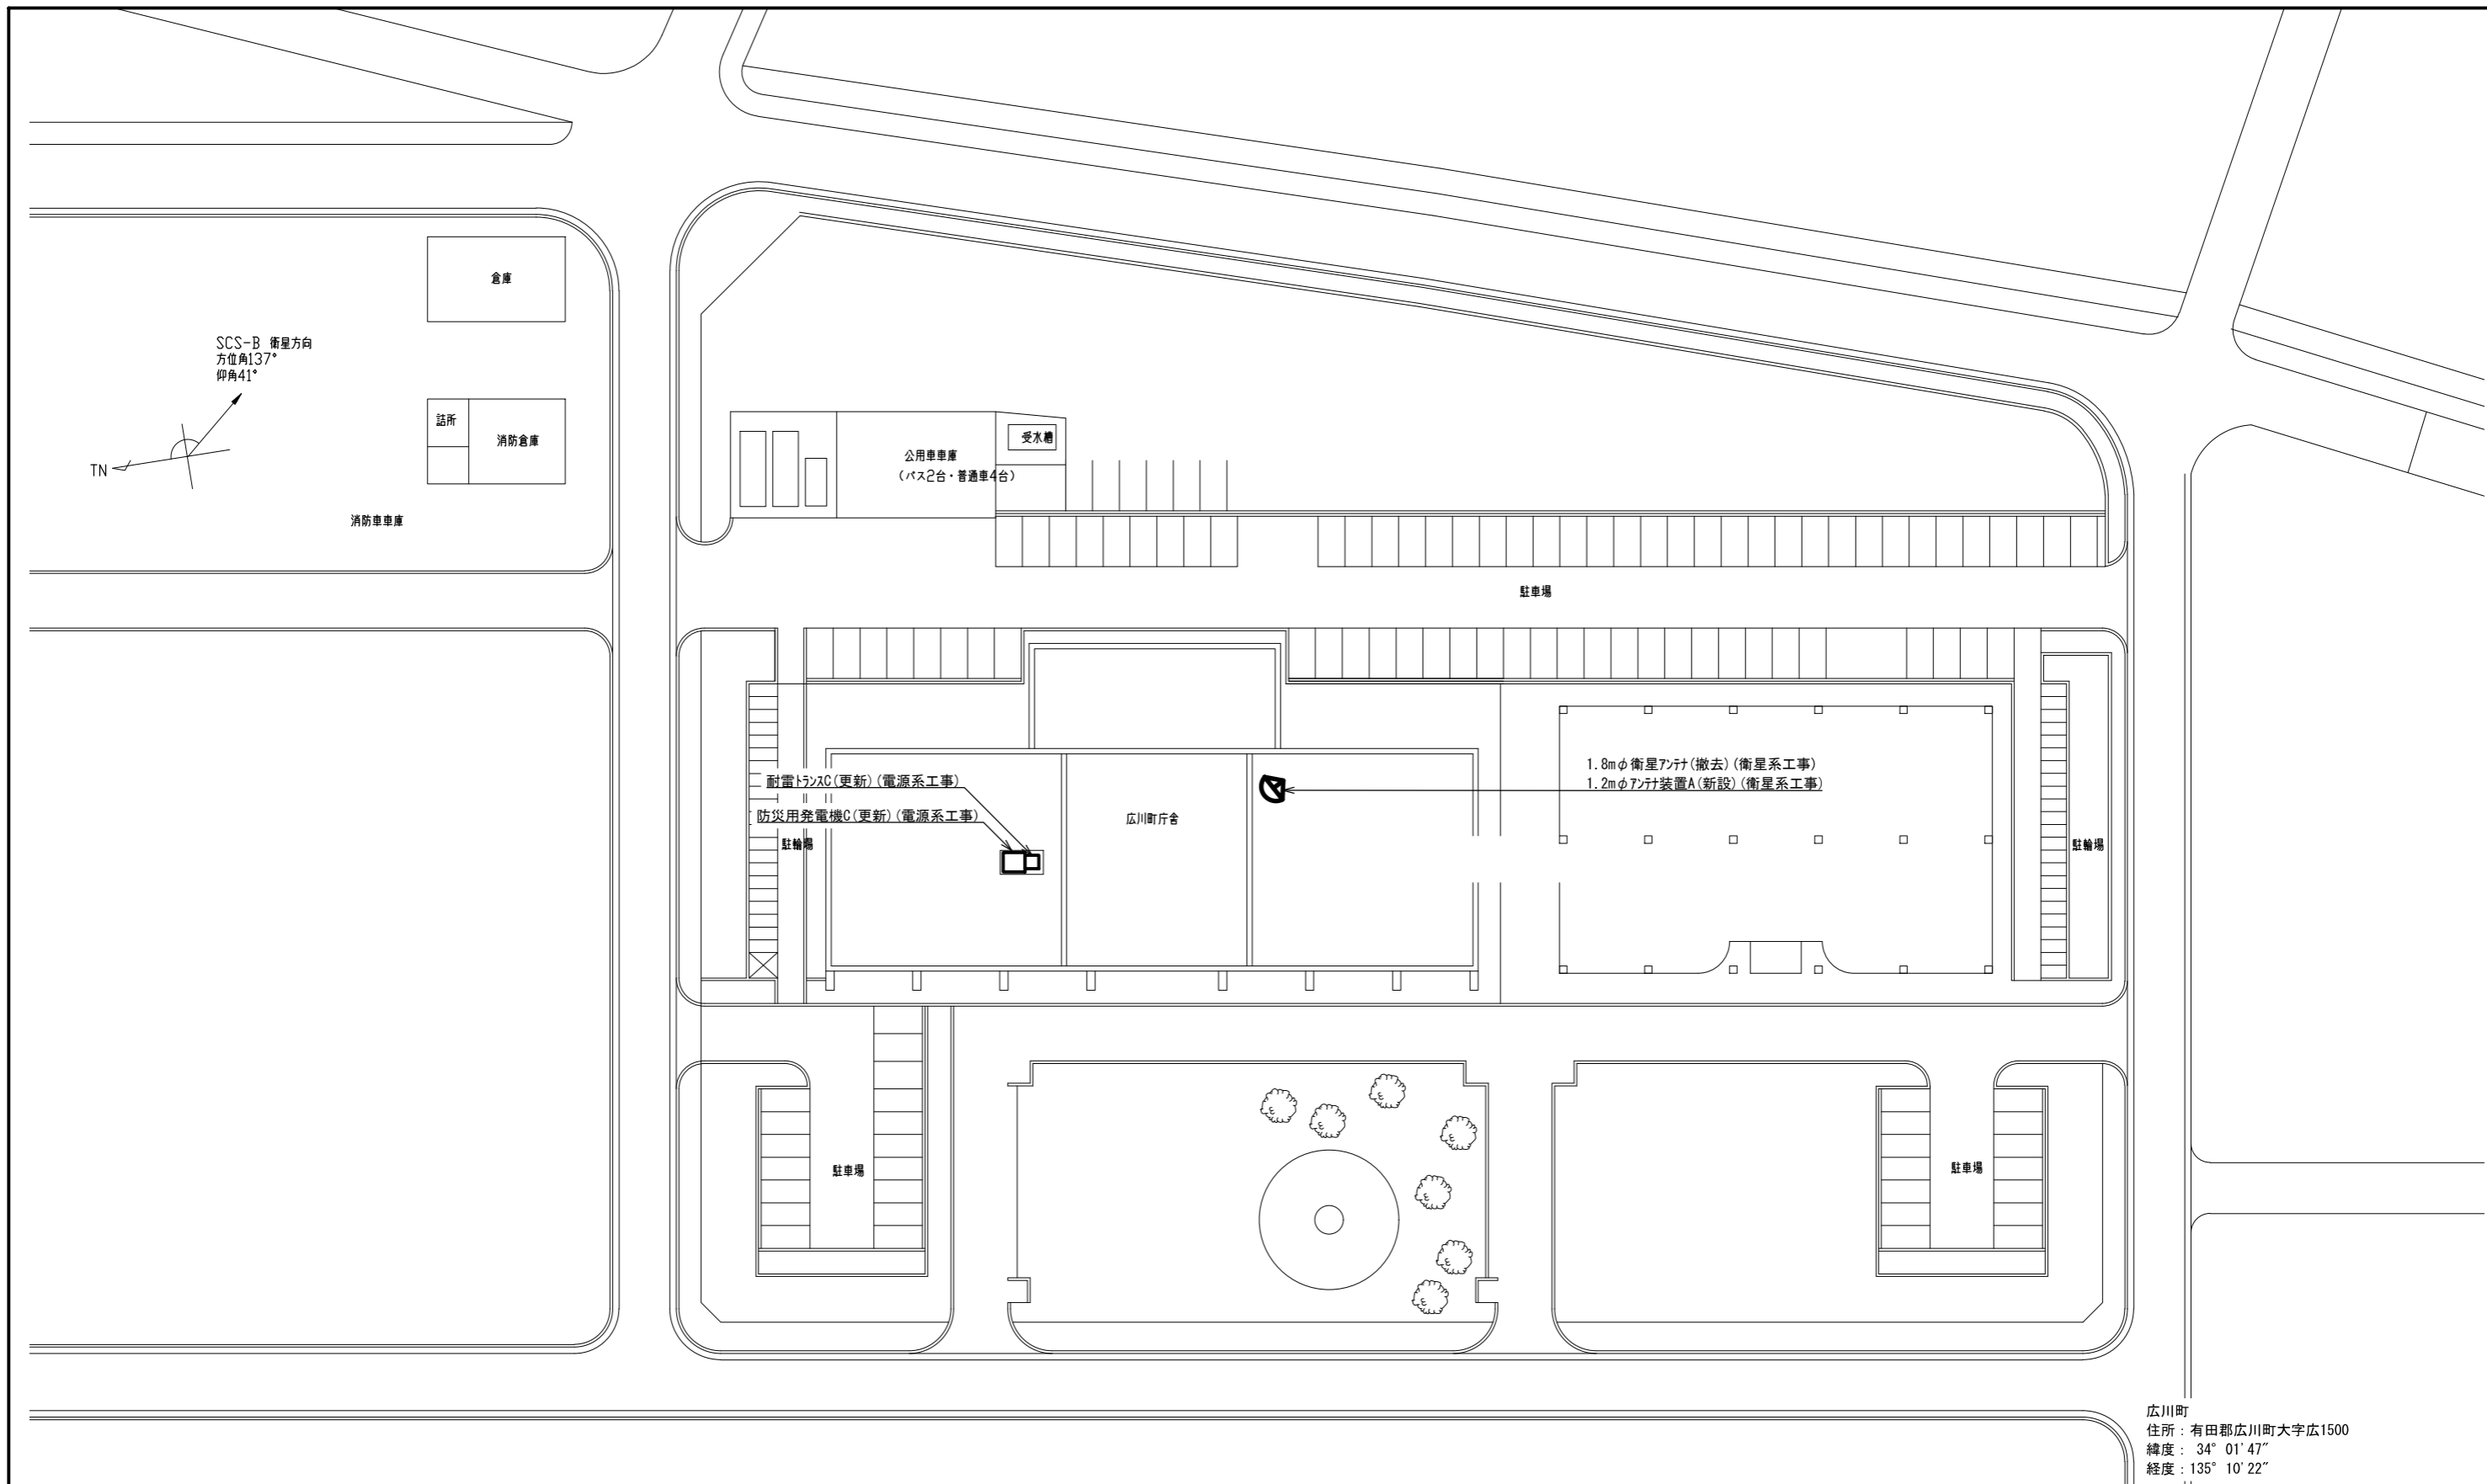 倉庫
SCS-B 衛星方向
方位角137°
仰角41°
TN
詰所
消防倉庫
消防車車庫
公用車車庫
(バス2台・普通車4台)
受水槽
駐車場
耐雷トランスC(更新)(電源系工事)
防災用発電機C(更新)(電源系工事)
駐輪場
広川町庁舎
1.8mφ衛星アンテナ(撤去)(衛星系工事)
1.2mφアンテナ装置A(新設)(衛星系工事)
駐輪場
駐車場
駐車場
広川町
住所：有田郡広川町大字広1500
緯度： 34° 01' 47″
経度：135° 10' 22″